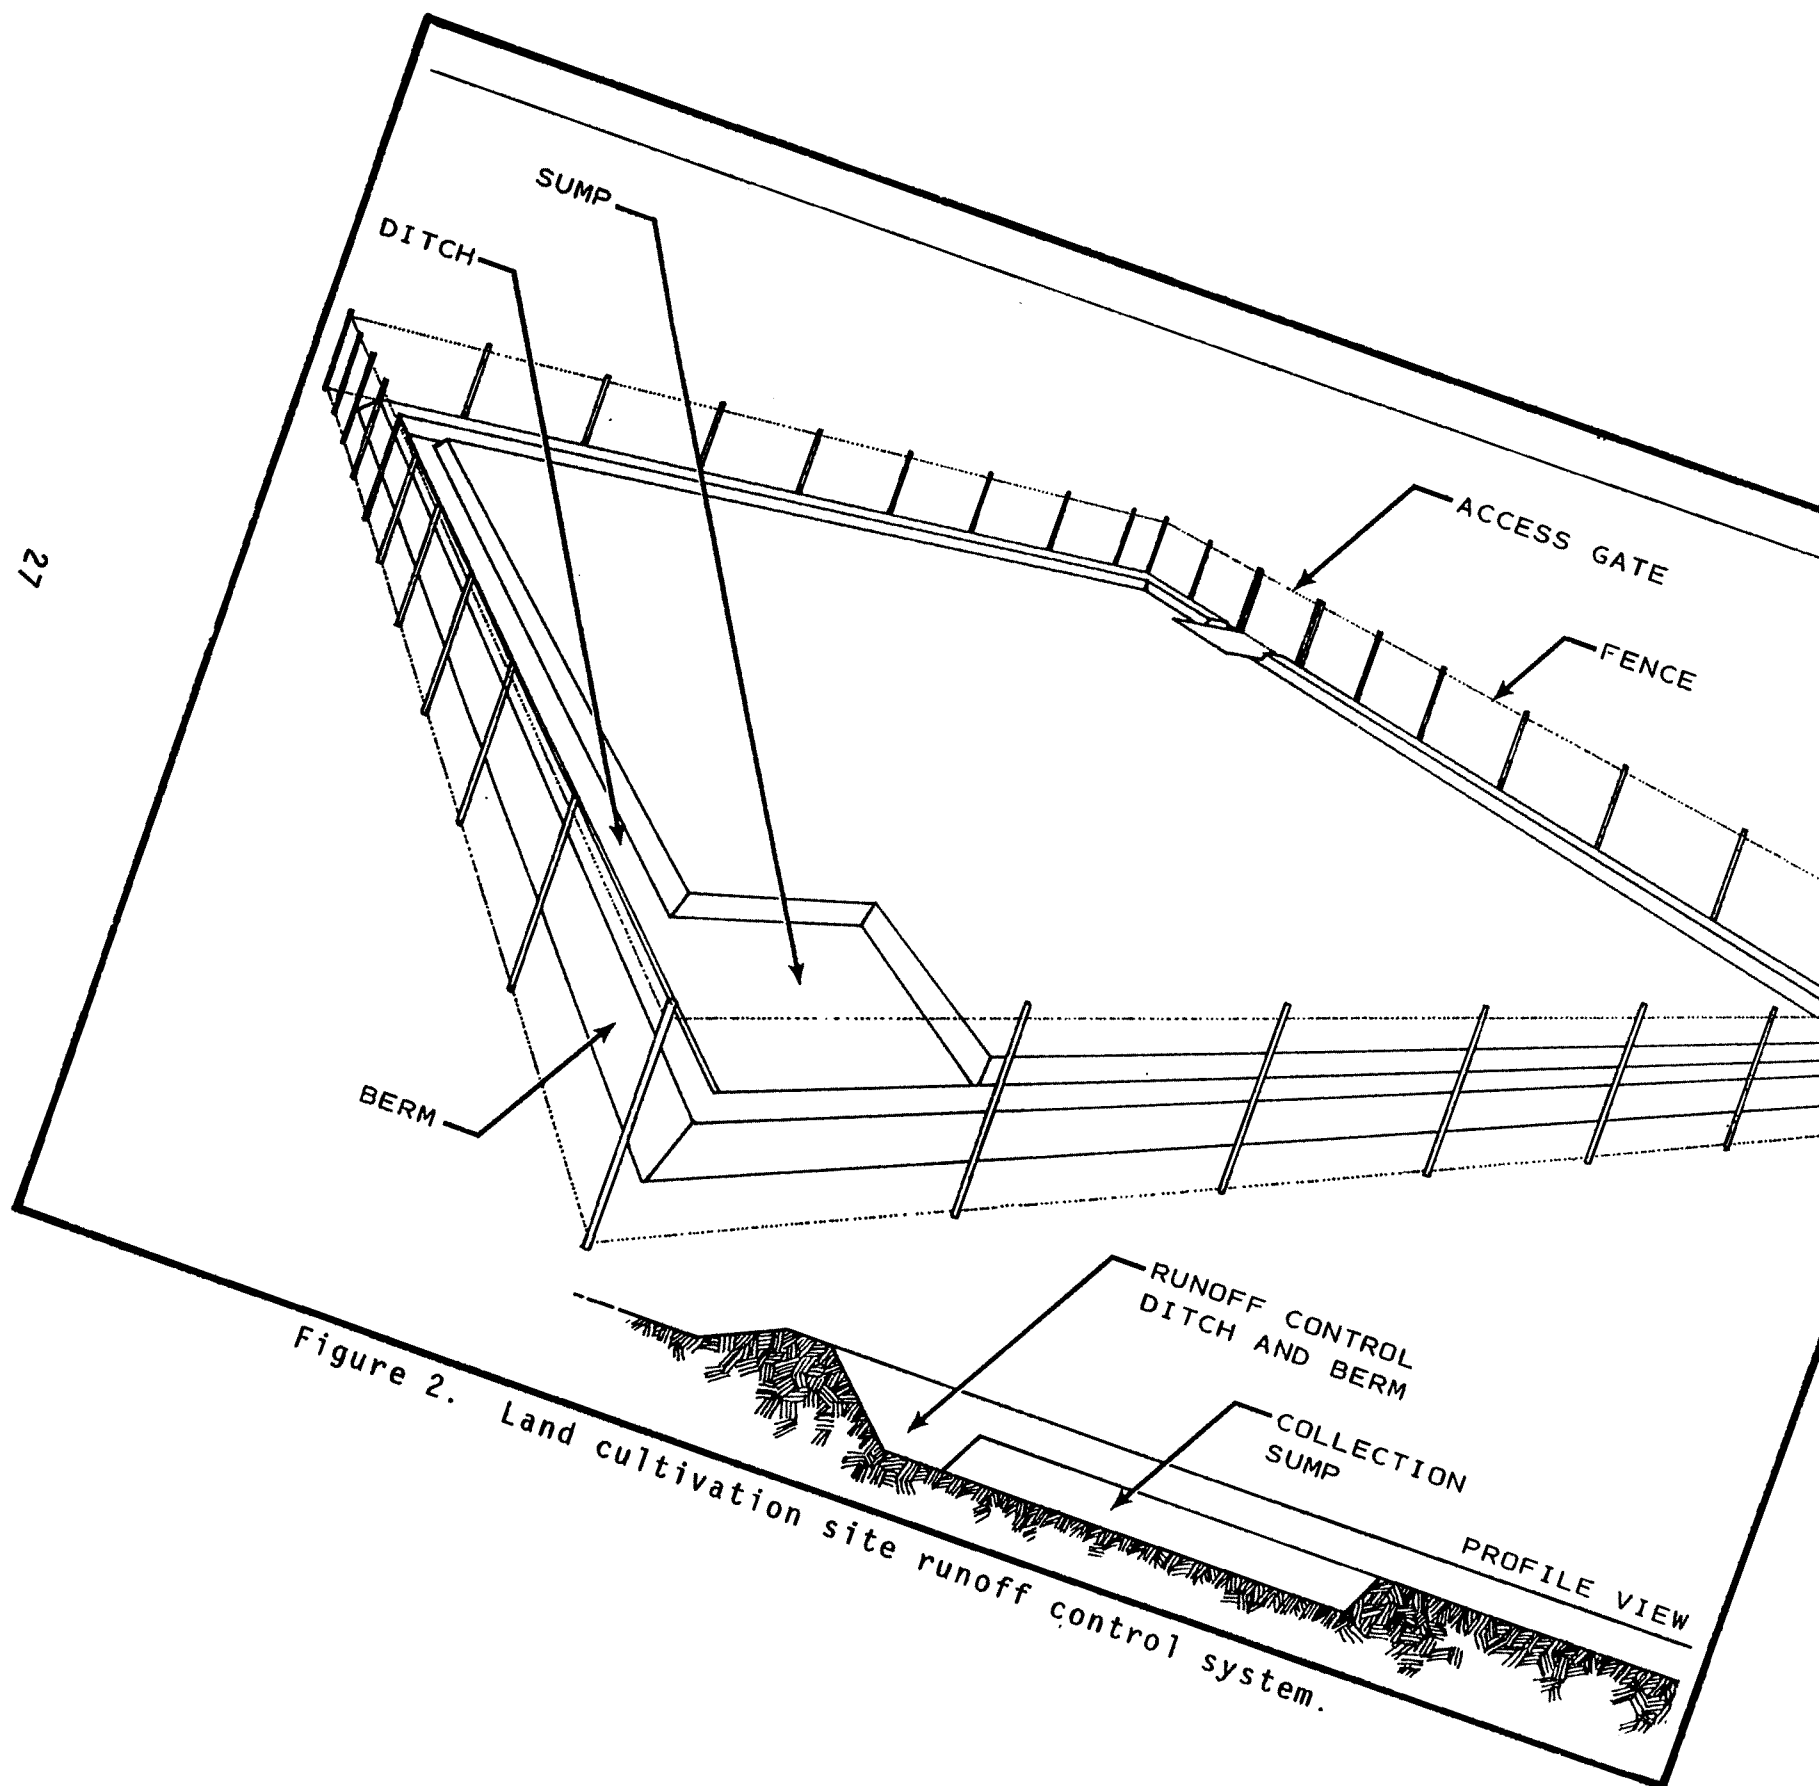 SUMP
DITCH
ACCESS GATE
FENCE
BERM
RUNOFF CONTROL
DITCH AND BERM
COLLECTION
SUMP
PROFILE VIEW
Figure 2. Land cultivation site runoff control system.
27